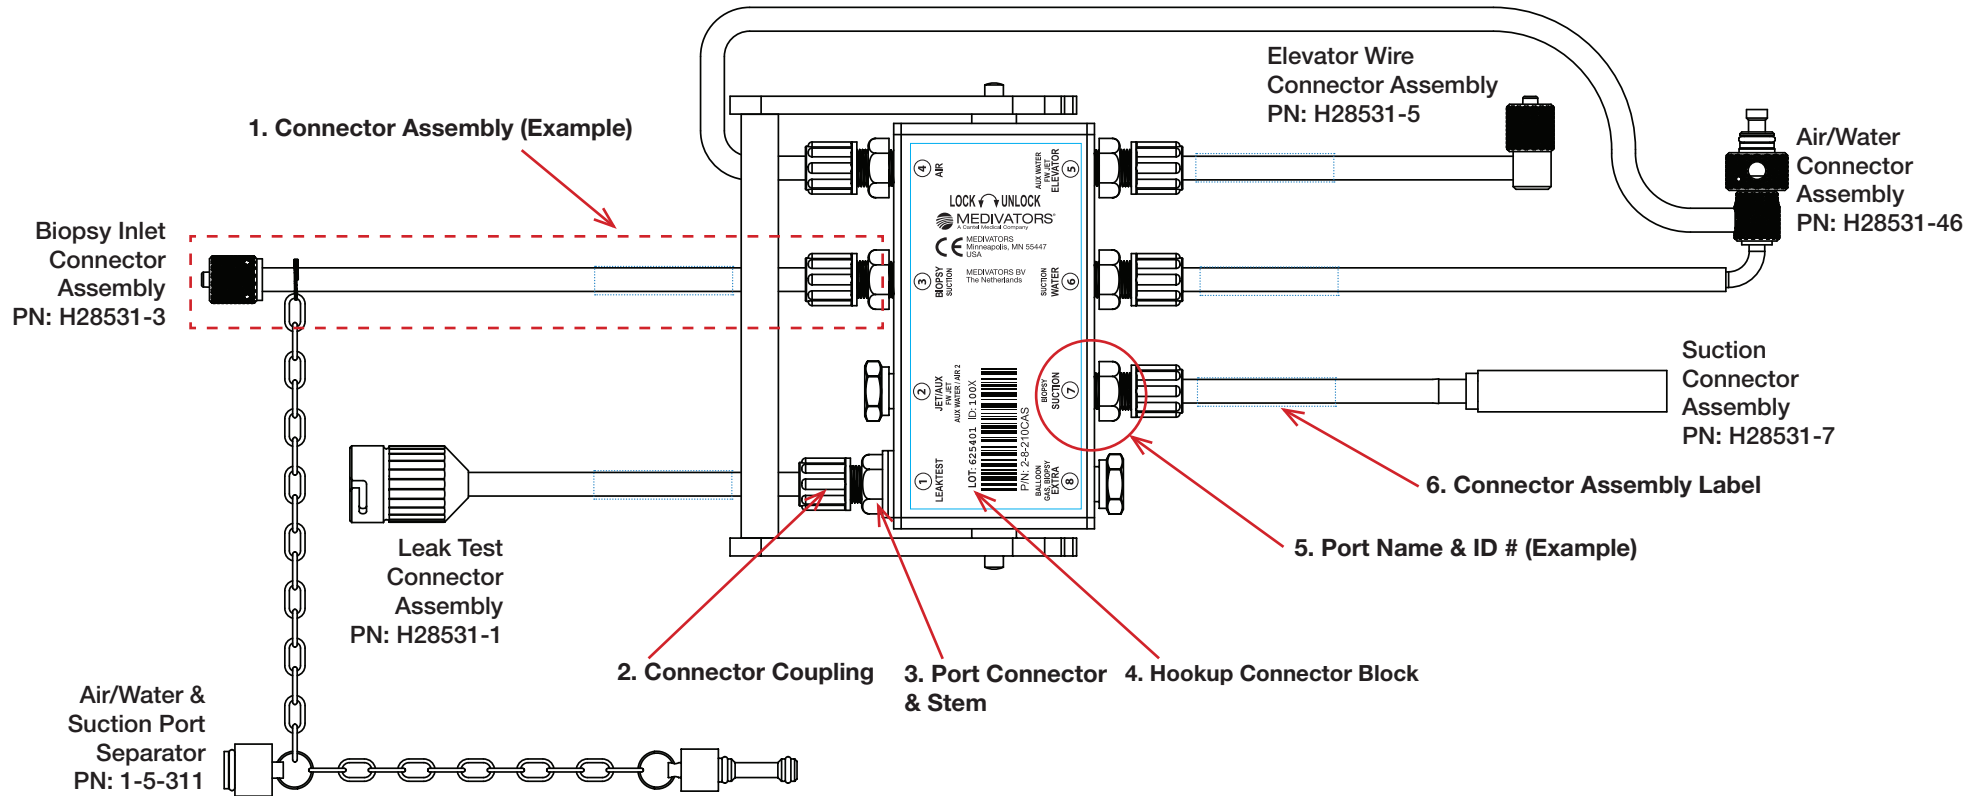 Elevator Wire
Connector Assembly
PN: H28531-5
1. Connector Assembly (Example)
Air/Water
Connector
Assembly
PN: H28531-46
Biopsy Inlet
Connector
Assembly
PN: H28531-3
4
AIR
AUX WATER
FW JET
ELEVATOR
5
LOCK UNLOCK
MEDIVATORS®
A Cantel Medical Company
CE
MEDIVATORS
Minneapolis, MN 55447
USA
MEDIVATORS BV
The Netherlands
3
BIOPSY
SUCTION
SUCTION
WATER
6
2
JET/AUX
FW JET
AUX WATER / AIR 2
BIOPSY
SUCTION
7
1
LEAKTEST
LOT: 625401 ID: 100X
P/N: 2-8-210CAS
BALLOON
GAS, BIOPSY
EXTRA
8
Suction
Connector
Assembly
PN: H28531-7
6. Connector Assembly Label
5. Port Name & ID # (Example)
Leak Test
Connector
Assembly
PN: H28531-1
2. Connector Coupling
3. Port Connector
& Stem
4. Hookup Connector Block
Air/Water &
Suction Port
Separator
PN: 1-5-311